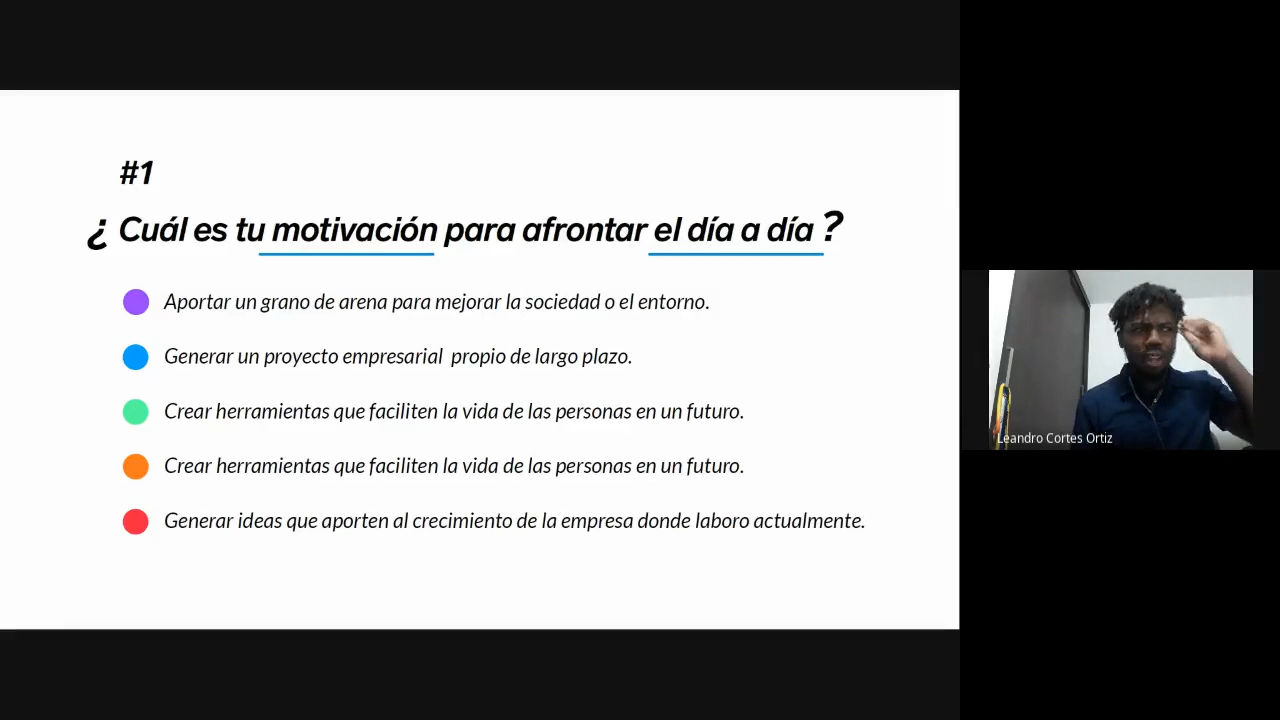 #1
¿ Cuál es tu motivación para afrontar el día a día ?
Aportar un grano de arena para mejorar la sociedad o el entorno.
Generar un proyecto empresarial propio de largo plazo.
Crear herramientas que faciliten la vida de las personas en un futuro.
Crear herramientas que faciliten la vida de las personas en un futuro.
Generar ideas que aporten al crecimiento de la empresa donde laboro actualmente.
Leandro Cortes Ortiz